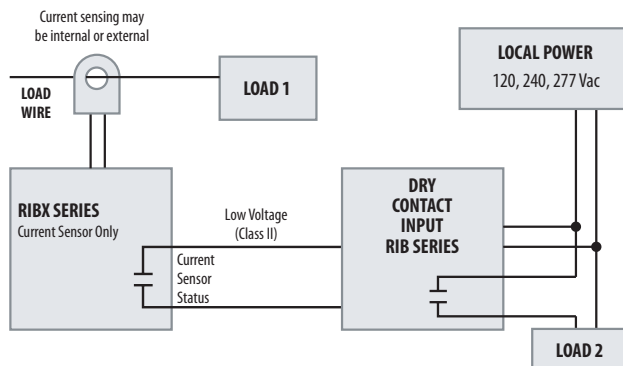 Current sensing may
be internal or external
LOAD
WIRE
LOAD 1
LOCAL POWER
120, 240, 277 Vac
RIBX SERIES
Current Sensor Only
Low Voltage
(Class II)
Current
Sensor
Status
DRY
CONTACT
INPUT
RIB SERIES
LOAD 2